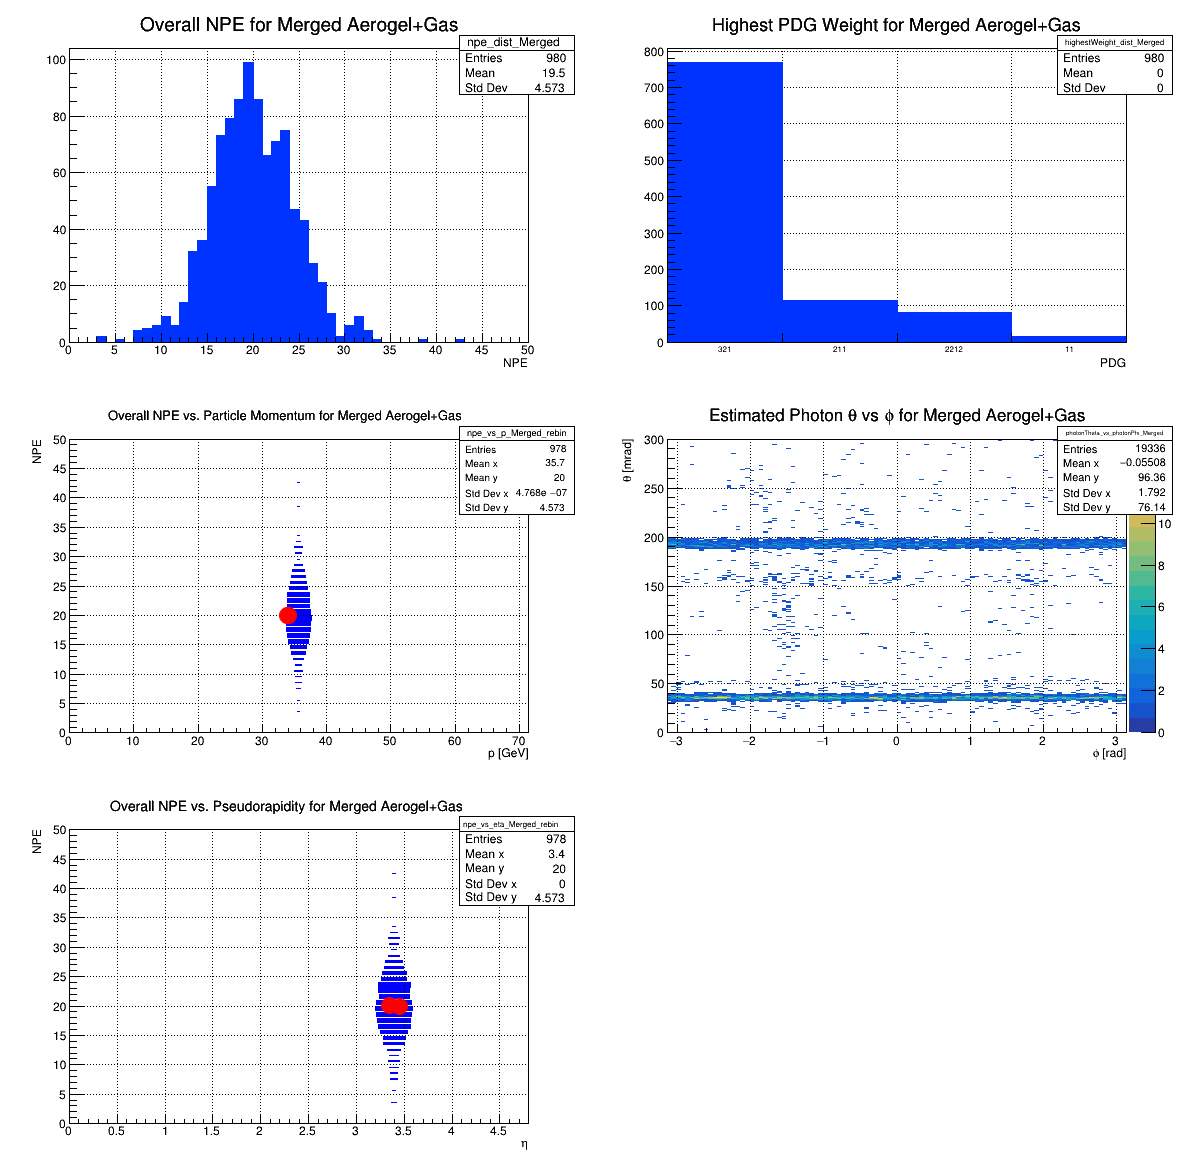 Overall NPE for Merged Aerogel+Gas
npe_dist_Merged
Entries 980
Mean 19.5
Std Dev 4.573
100
80
60
40
20
0
0 5 10 15 20 25 30 35 40 45 50
NPE
Highest PDG Weight for Merged Aerogel+Gas
highestWeight_dist_Merged
Entries 980
Mean 0
Std Dev 0
800
700
600
500
400
300
200
100
0
321 211 2212 11
PDG
Overall NPE vs. Particle Momentum for Merged Aerogel+Gas
npe_vs_p_Merged_rebin
Entries 978
Mean x 35.7
Mean y 20
Std Dev x 4.768e −07
Std Dev y 4.573
NPE
50
45
40
35
30
25
20
15
10
5
0
0 10 20 30 40 50 60 70
p [GeV]
Estimated Photon θ vs ϕ for Merged Aerogel+Gas
photonTheta_vs_photonPhi_Merged
Entries 19336
Mean x −0.05508
Mean y 96.36
Std Dev x 1.792
Std Dev y 76.14
θ [mrad]
300
250
200
150
100
50
0
−3 −2 −1 0 1 2 3
ϕ [rad]
10
8
6
4
2
0
Overall NPE vs. Pseudorapidity for Merged Aerogel+Gas
npe_vs_eta_Merged_rebin
Entries 978
Mean x 3.4
Mean y 20
Std Dev x 0
Std Dev y 4.573
NPE
50
45
40
35
30
25
20
15
10
5
0
0 0.5 1 1.5 2 2.5 3 3.5 4 4.5
η